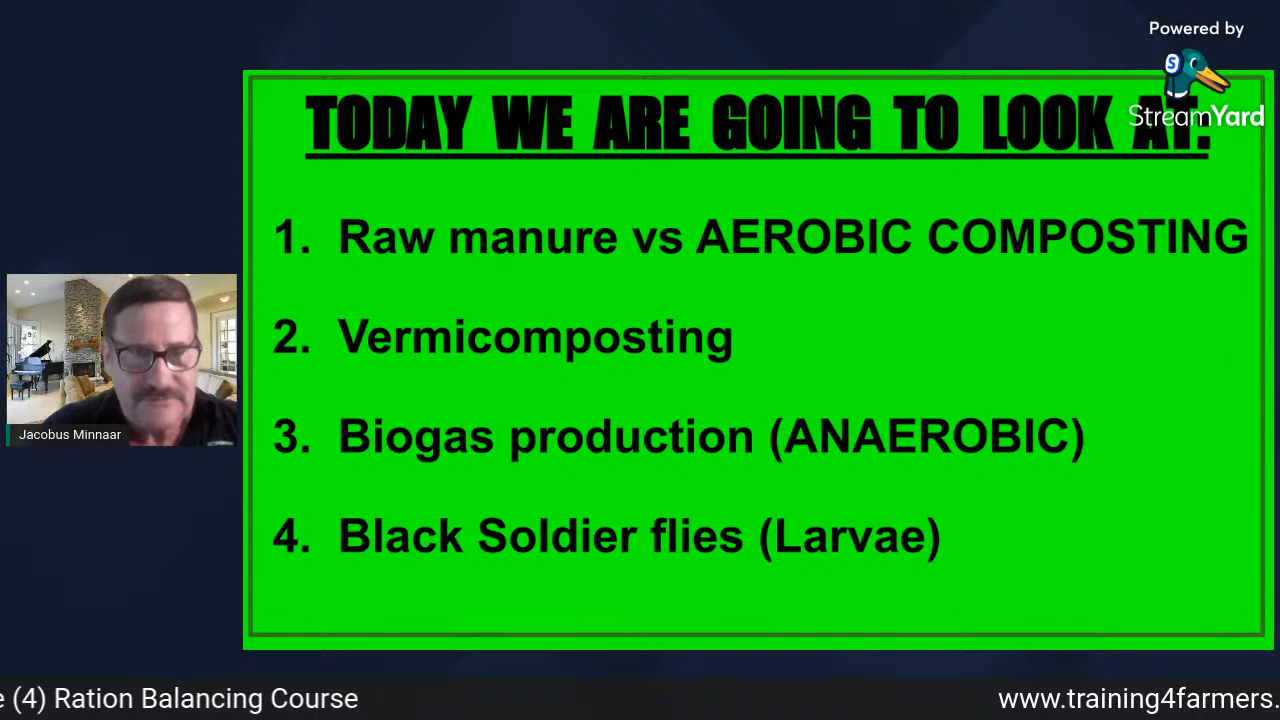 Powered by
StreamYard
TODAY WE ARE GOING TO LOOK AT:
1. Raw manure vs AEROBIC COMPOSTING
2. Vermicomposting
3. Biogas production (ANAEROBIC)
4. Black Soldier flies (Larvae)
Jacobus Minnaar
(4) Ration Balancing Course
www.training4farmers.